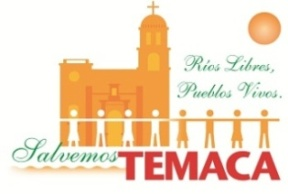 Ríos Libres,
Pueblos Vivos.
Salvemos
TEMACA